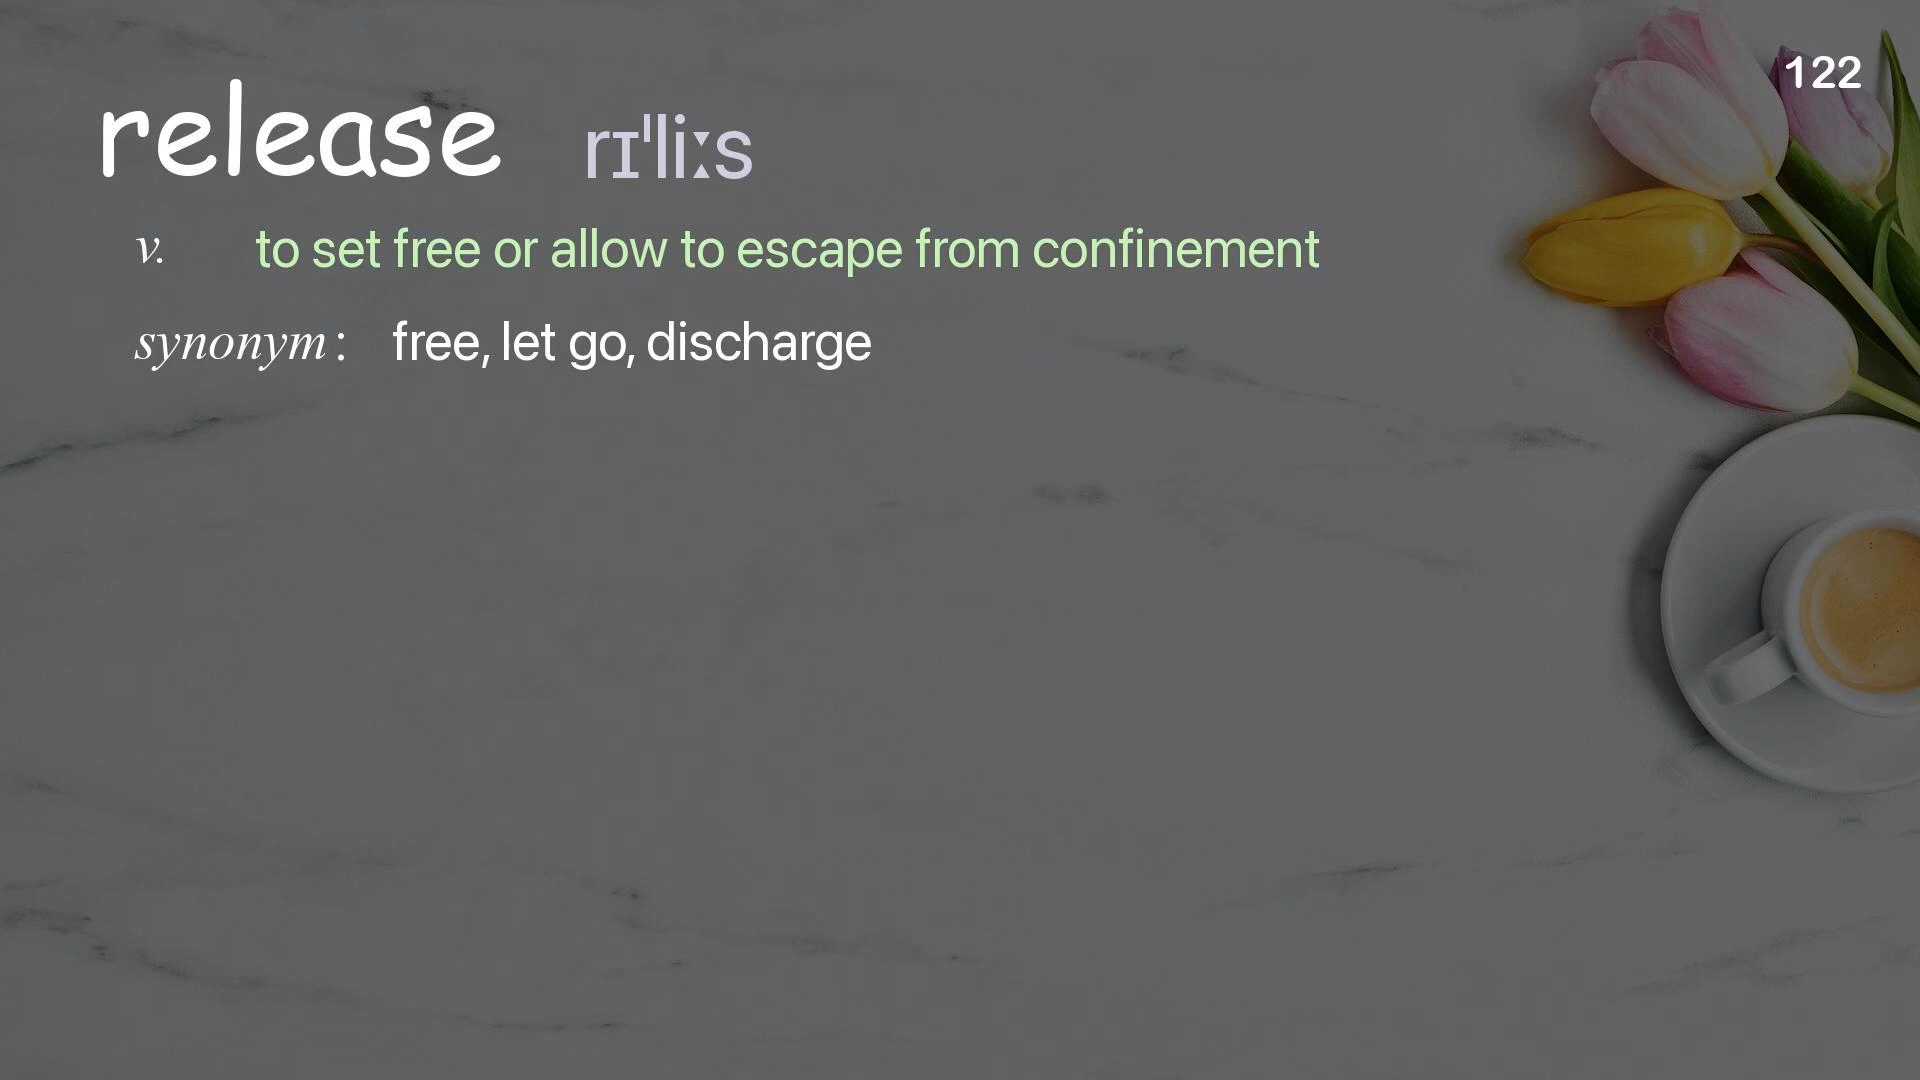 122
release rɪˈliːs
v. to set free or allow to escape from confinement
synonym : free, let go, discharge